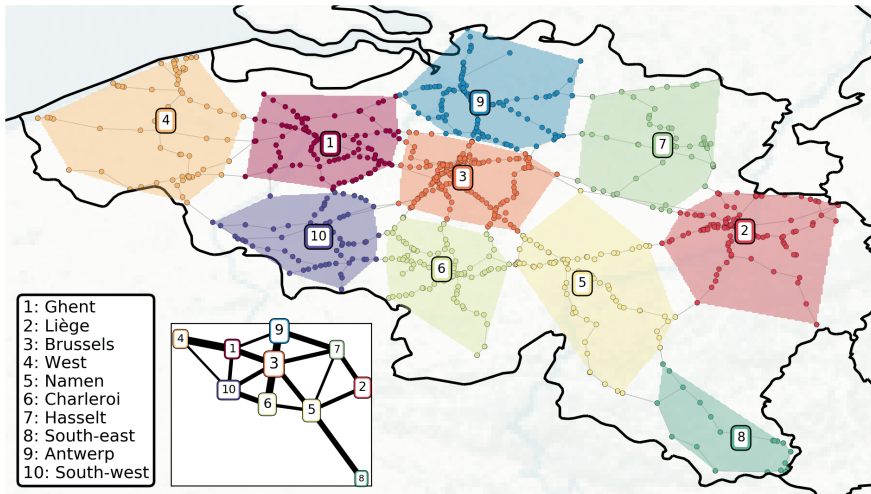 9
4
1
7
3
2
10
6
5
8
1: Ghent
2: Liège
3: Brussels
4: West
5: Namen
6: Charleroi
7: Hasselt
8: South-east
9: Antwerp
10: South-west
9
4
1
7
3
2
10
6
5
8